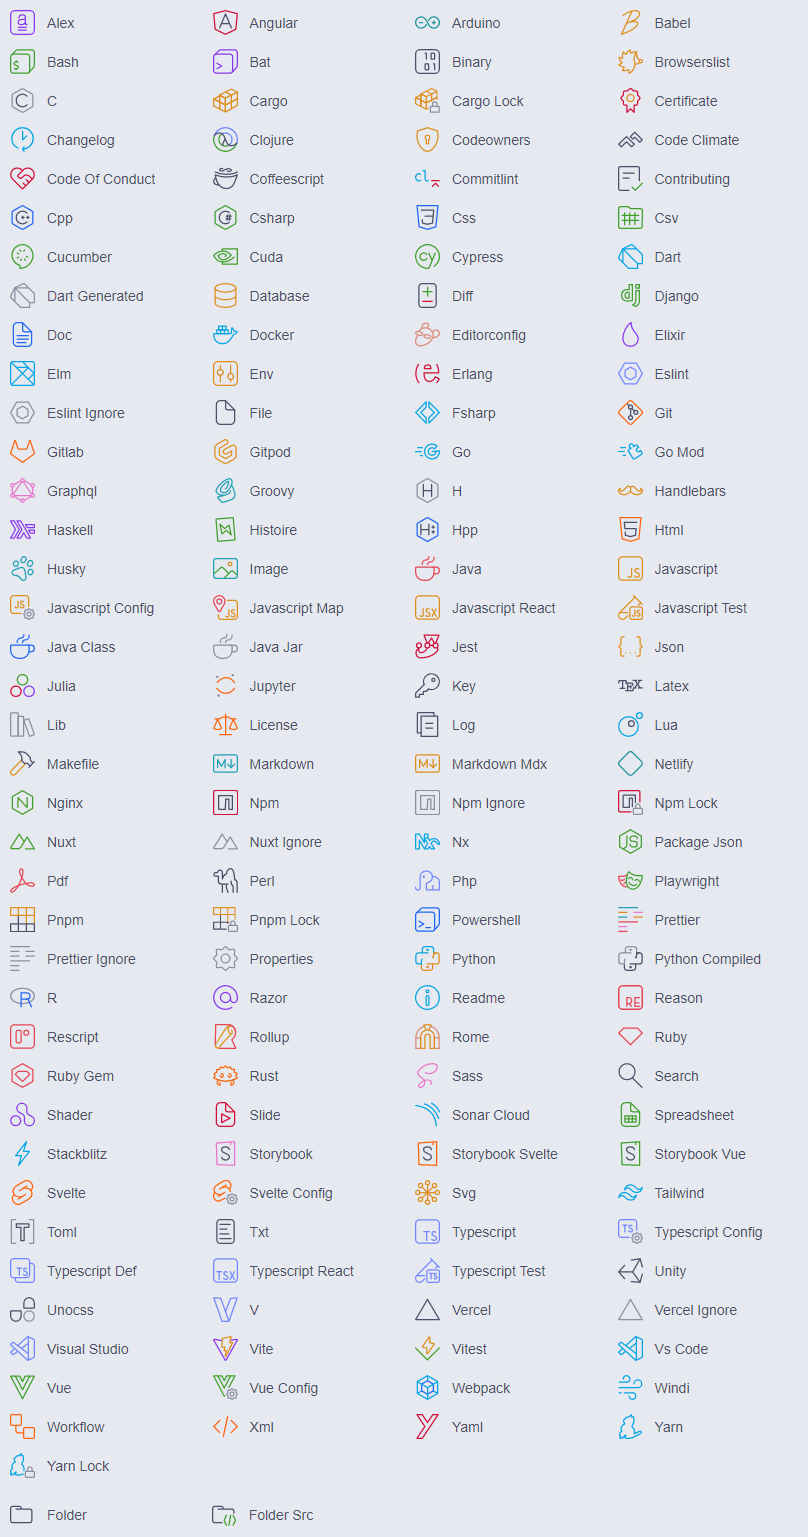 Alex Angular Arduino Babel
Bash Bat Binary Browserslist
C Cargo Cargo Lock Certificate
Changelog Clojure Codeowners Code Climate
Code Of Conduct Coffeescript Commitlint Contributing
Cpp Csharp Css Csv
Cucumber Cuda Cypress Dart
Dart Generated Database Diff Django
Doc Docker Editorconfig Elixir
Elm Env Erlang Eslint
Eslint Ignore File Fsharp Git
Gitlab Gitpod Go Go Mod
Graphql Groovy H Handlebars
Haskell Histoire Hpp Html
Husky Image Java Javascript
Javascript Config Javascript Map Javascript React Javascript Test
Java Class Java Jar Jest Json
Julia Jupyter Key Latex
Lib License Log Lua
Makefile Markdown Markdown Mdx Netlify
Nginx Npm Npm Ignore Npm Lock
Nuxt Nuxt Ignore Nx Package Json
Pdf Perl Php Playwright
Pnpm Pnpm Lock Powershell Prettier
Prettier Ignore Properties Python Python Compiled
R Razor Readme Reason
Rescript Rollup Rome Ruby
Ruby Gem Rust Sass Search
Shader Slide Sonar Cloud Spreadsheet
Stackblitz Storybook Storybook Svelte Storybook Vue
Svelte Svelte Config Svg Tailwind
Toml Txt Typescript Typescript Config
Typescript Def Typescript React Typescript Test Unity
Unocss V Vercel Vercel Ignore
Visual Studio Vite Vitest Vs Code
Vue Vue Config Webpack Windi
Workflow Xml Yaml Yarn
Yarn Lock
Folder Folder Src